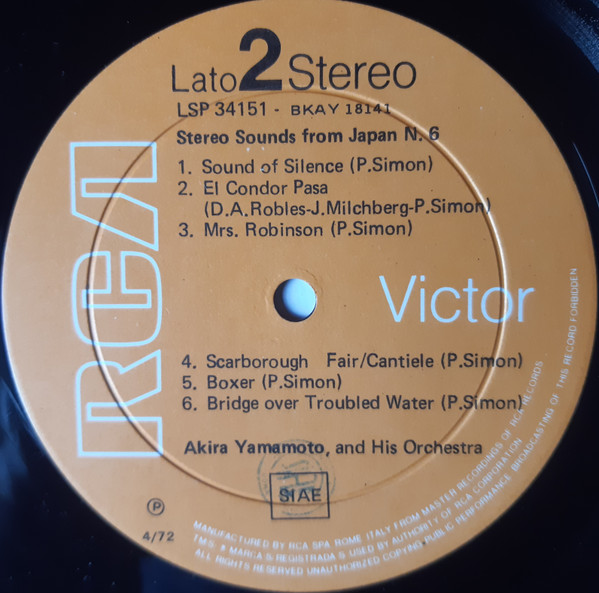 Lato 2 Stereo
LSP 34151 - BKAY 18141
Stereo Sounds from Japan N. 6
1. Sound of Silence (P.Simon)
2. El Condor Pasa
(D.A.Robles-J.Milchberg-P.Simon)
3. Mrs. Robinson (P.Simon)
RCA
Victor
4. Scarborough Fair/Cantiele (P.Simon)
5. Boxer (P.Simon)
6. Bridge over Troubled Water (P.Simon)
Akira Yamamoto, and His Orchestra
SIAE
P
4/72
MANUFACTURED BY RCA SPA ROME ITALY FROM MASTER RECORDINGS OF RCA RECORDS
TMS ® MARCA S REGISTRADA S USED BY AUTHORITY OF RCA CORPORATION
ALL RIGHTS RESERVED UNAUTHORIZED COPYING PUBLIC PERFORMANCE BROADCASTING OF THIS RECORD FORBIDDEN